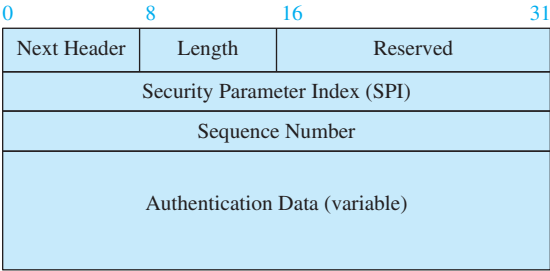 0 8 16 31
Next Header Length Reserved
Security Parameter Index (SPI)
Sequence Number
Authentication Data (variable)